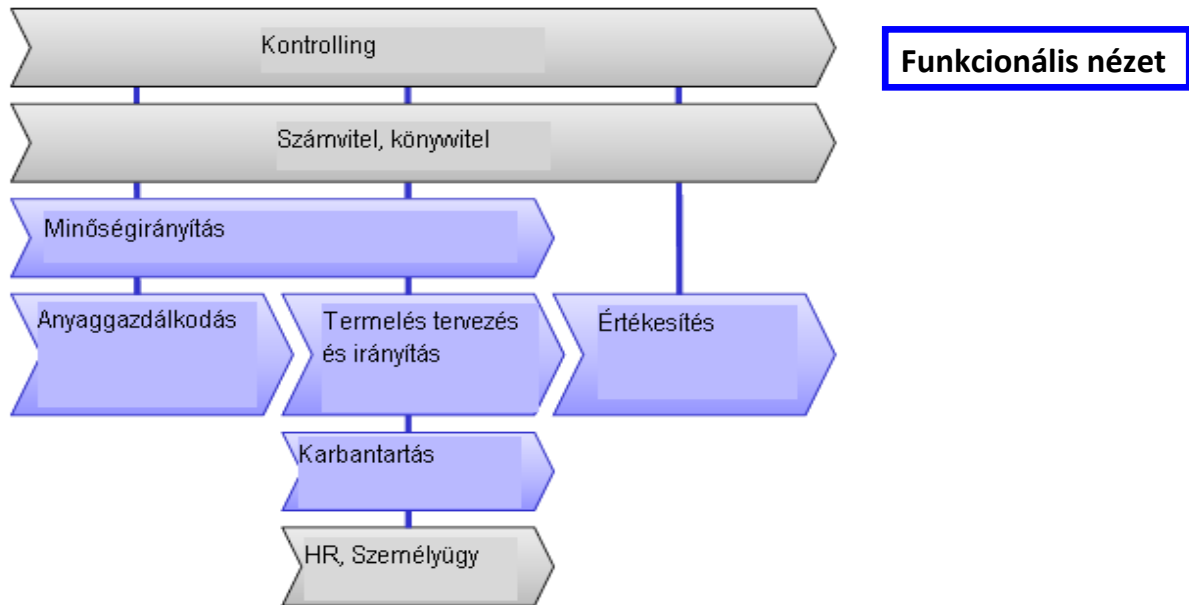 Kontrolling
Funkcionális nézet
Számvitel, könyvvitel
Minőségirányítás
Anyaggazdálkodás
Termelés tervezés
és irányítás
Értékesítés
Karbantartás
HR, Személyügy